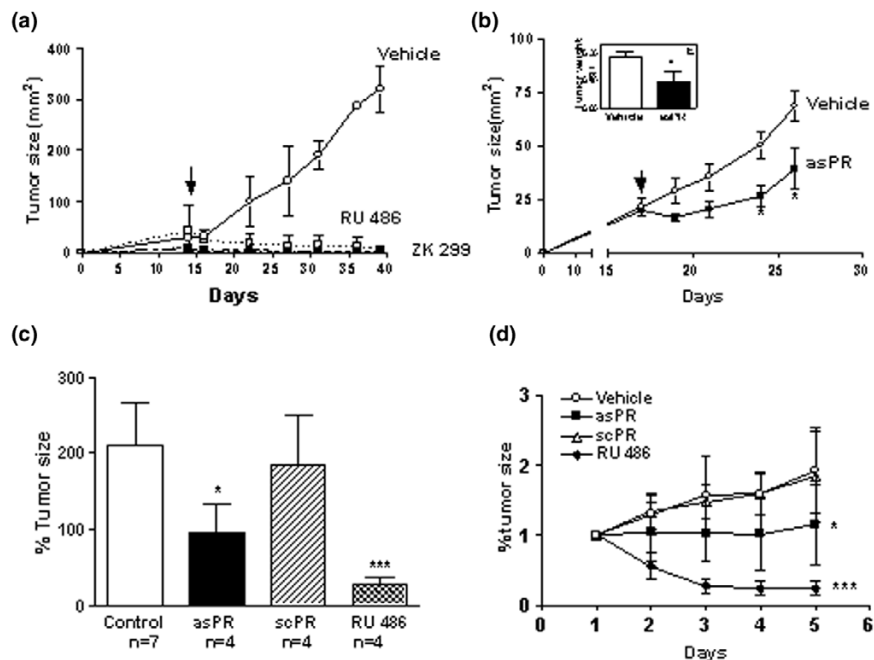 (a)
Tumor size (mm²)
400
300
200
100
0
Vehicle
RU 486
ZK 299
0 5 10 15 20 25 30 35 40
Days
(b)
Tumor size(mm²)
100
75
50
25
0
*
Vehicle asPR
Vehicle
asPR
*
*
0 10 15 20 25 30
Days
(c)
% Tumor size
300
200
100
0
*
***
Control asPR scPR RU 486
n=7 n=4 n=4 n=4
(d)
%tumor size
3
2
1
0
Vehicle
asPR
scPR
RU 486
*
***
0 1 2 3 4 5 6
Days